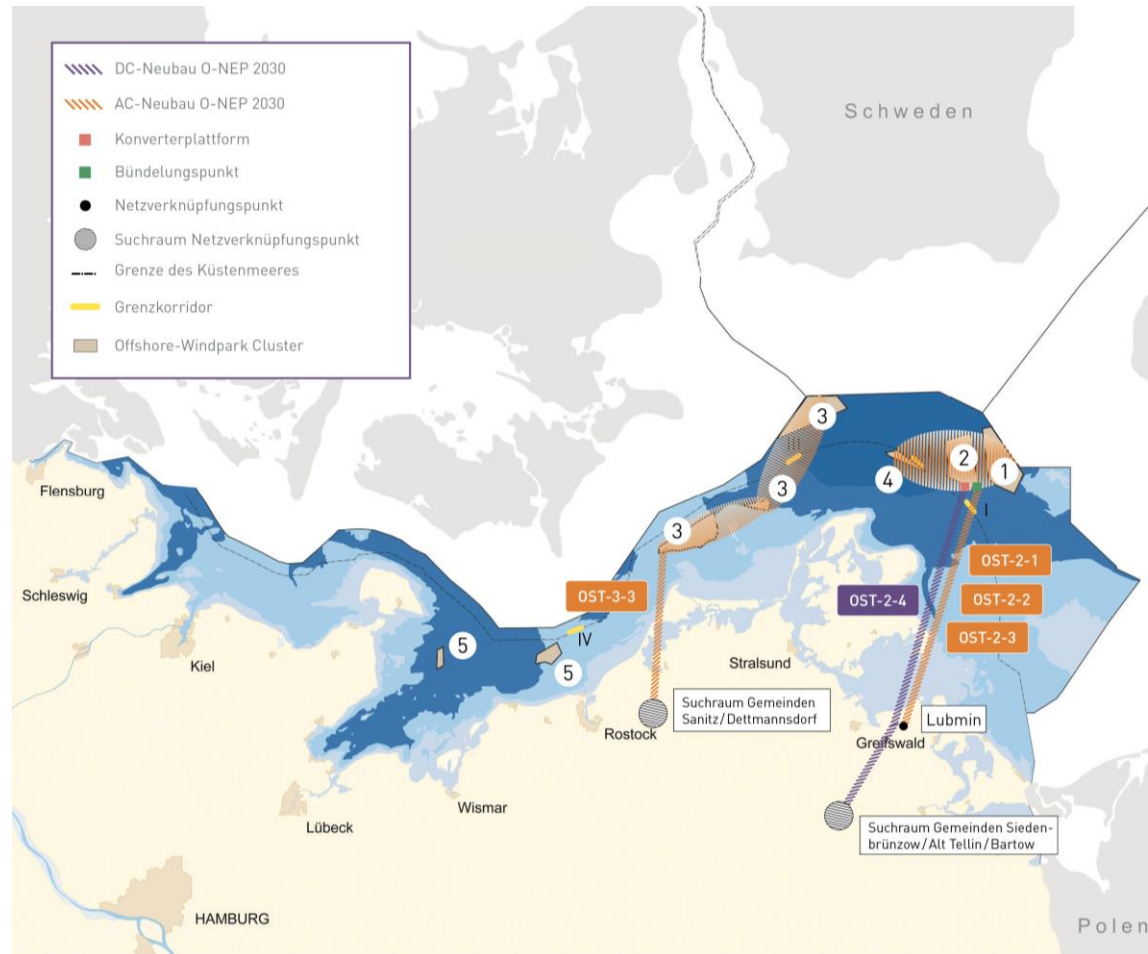 DC-Neubau O-NEP 2030
AC-Neubau O-NEP 2030
Konverterplattform
Bündelungspunkt
Netzverknüpfungspunkt
Suchraum Netzverknüpfungspunkt
Grenze des Küstenmeeres
Grenzkorridor
Offshore-Windpark Cluster
Schweden
3
2
4
1
3
I
3
Flensburg
OST-2-1
OST-3-3
OST-2-4
OST-2-2
Schleswig
IV
OST-2-3
5
Kiel
5
Stralsund
Suchraum Gemeinden
Sanitz/Dettmannsdorf
Rostock
Lubmin
Greifswald
Wismar
Lübeck
Suchraum Gemeinden Sieden-
brünzow/Alt Tellin/Bartow
HAMBURG
Polen